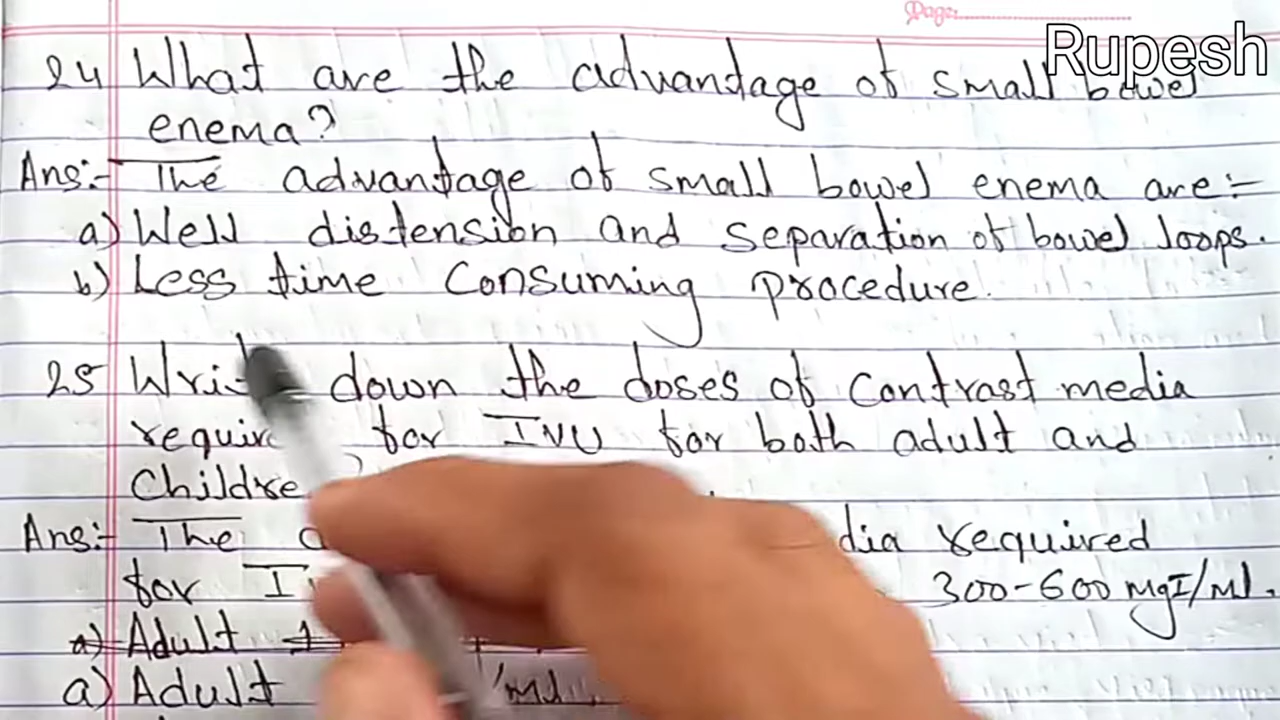 Page:
Rupesh
24 What are the advantage of small bowel
enema?
Ans:- The advantage of small bowel enema are:-
a) Well distension and separation of bowel loops.
b) Less time consuming procedure.
25 down the doses of contrast media
for IVU for both adult and
Ans:- The required
for 300-600 mgI/ml.
a) Adult
a) Adult /ml